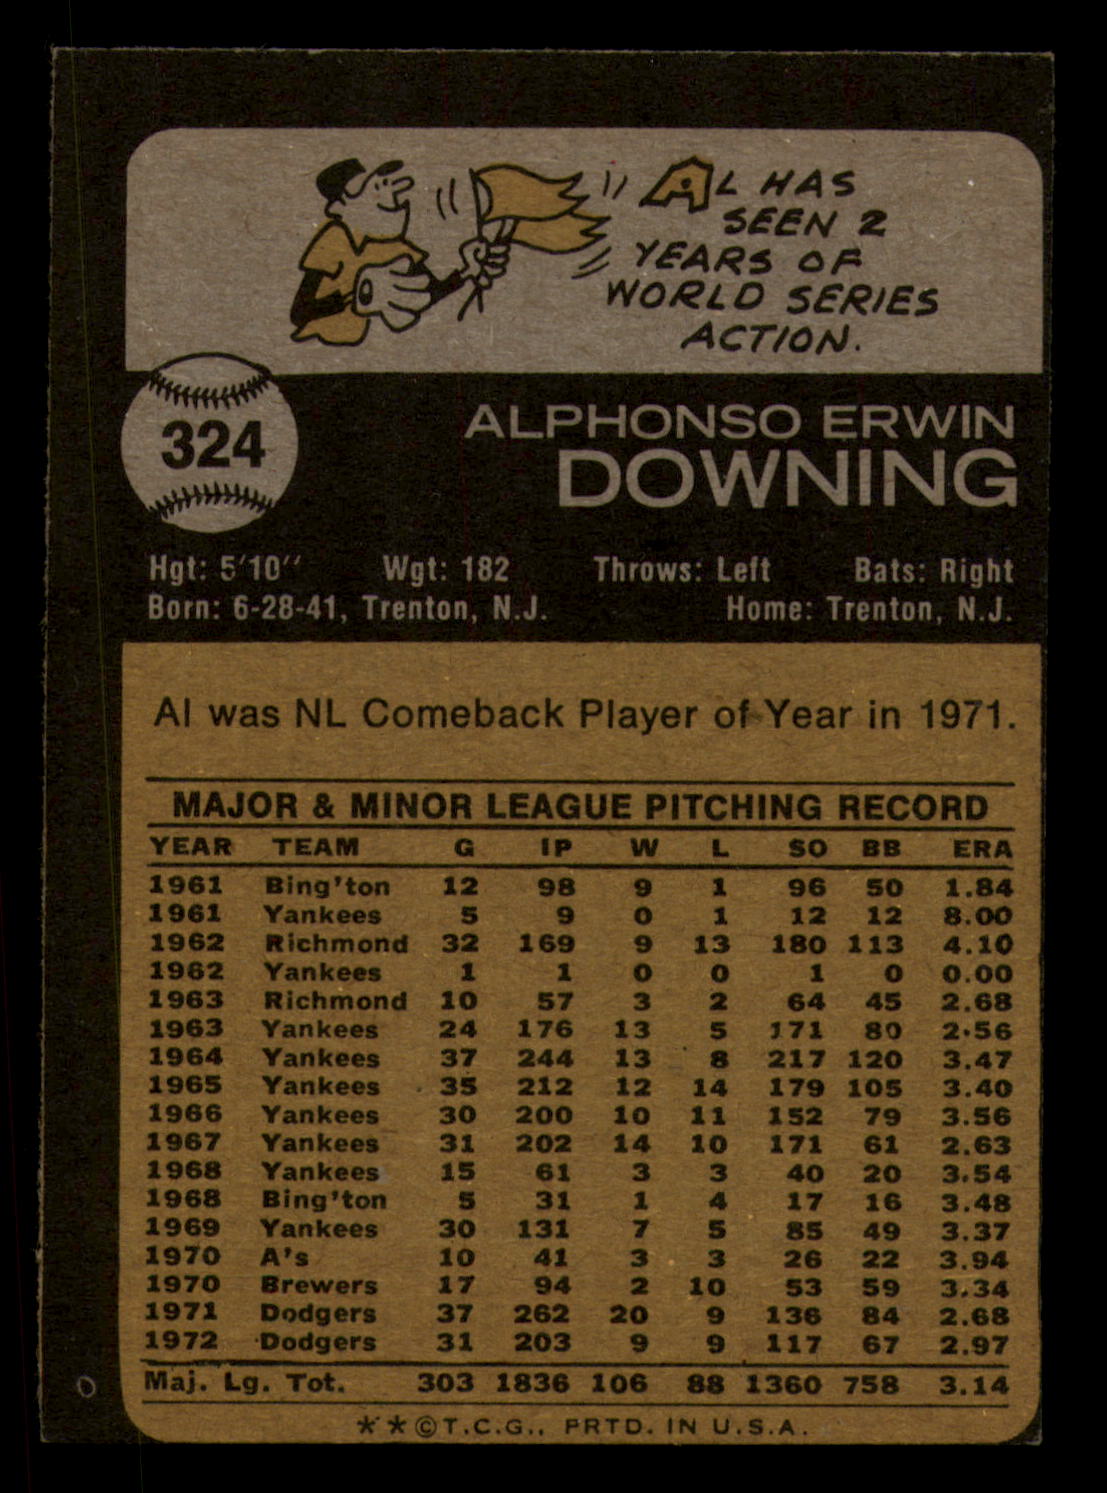 AL HAS
SEEN 2
YEARS OF
WORLD SERIES
ACTION.
324
ALPHONSO ERWIN
DOWNING
Hgt: 5'10'' Wgt: 182 Throws: Left Bats: Right
Born: 6-28-41, Trenton, N.J. Home: Trenton, N.J.
Al was NL Comeback Player of Year in 1971.
MAJOR & MINOR LEAGUE PITCHING RECORD
YEAR TEAM G IP W L SO BB ERA
1961 Bing'ton 12 98 9 1 96 50 1.84
1961 Yankees 5 9 0 1 12 12 8.00
1962 Richmond 32 169 9 13 180 113 4.10
1962 Yankees 1 1 0 0 1 0 0.00
1963 Richmond 10 57 3 2 64 45 2.68
1963 Yankees 24 176 13 5 171 80 2.56
1964 Yankees 37 244 13 8 217 120 3.47
1965 Yankees 35 212 12 14 179 105 3.40
1966 Yankees 30 200 10 11 152 79 3.56
1967 Yankees 31 202 14 10 171 61 2.63
1968 Yankees 15 61 3 3 40 20 3.54
1968 Bing'ton 5 31 1 4 17 16 3.48
1969 Yankees 30 131 7 5 85 49 3.37
1970 A's 10 41 3 3 26 22 3.94
1970 Brewers 17 94 2 10 53 59 3.34
1971 Dodgers 37 262 20 9 136 84 2.68
1972 Dodgers 31 203 9 9 117 67 2.97
Maj. Lg. Tot. 303 1836 106 88 1360 758 3.14
**©T.C.G., PRTD. IN U.S.A.